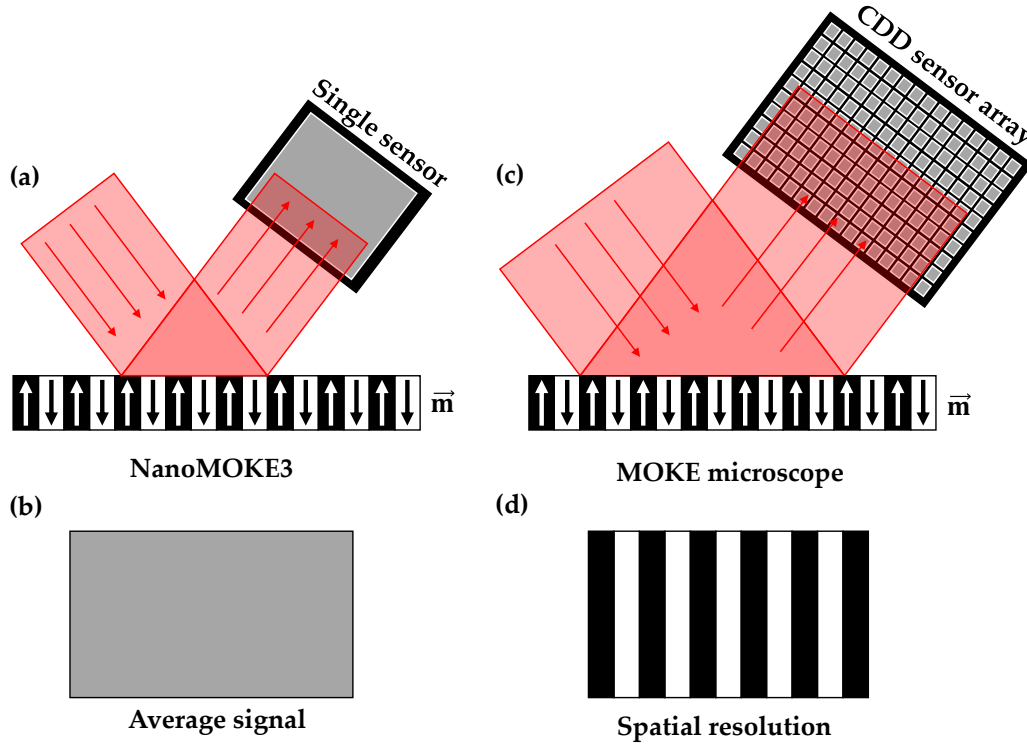 (a)
Single sensor
m
NanoMOKE3
(b)
Average signal
(c)
CDD sensor array
m
MOKE microscope
(d)
Spatial resolution